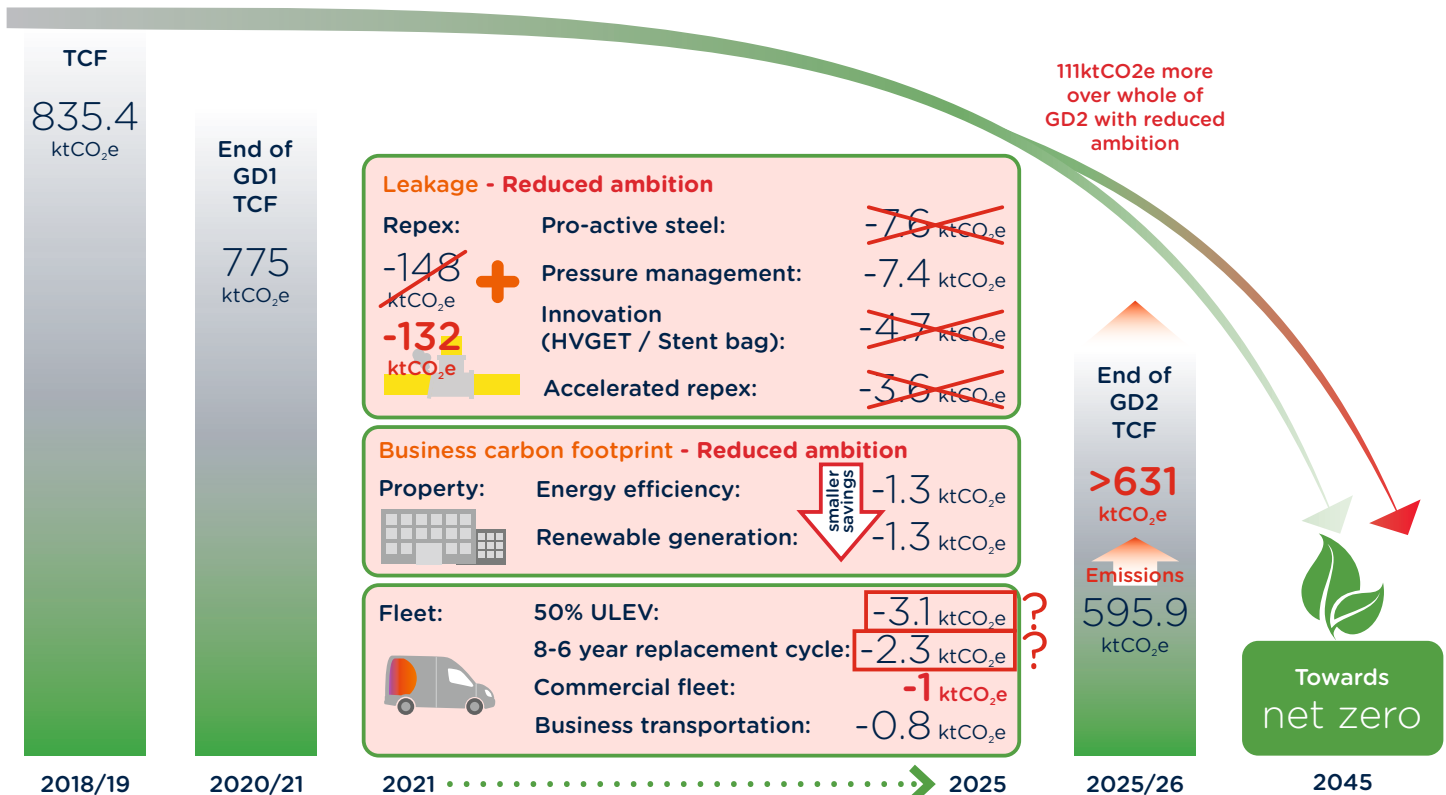 TCF
835.4
ktCO₂e
End of
GD1
TCF
775
ktCO₂e
Leakage - Reduced ambition
Repex:
-148
ktCO₂e
-132
ktCO₂e
Pro-active steel:
-7.6 ktCO₂e
Pressure management:
-7.4 ktCO₂e
Innovation
(HVGET / Stent bag):
-4.7 ktCO₂e
Accelerated repex:
-3.6 ktCO₂e
Business carbon footprint - Reduced ambition
Property:
Energy efficiency:
-1.3 ktCO₂e
Renewable generation:
-1.3 ktCO₂e
smaller
savings
Fleet:
50% ULEV:
-3.1 ktCO₂e ?
8-6 year replacement cycle:
-2.3 ktCO₂e ?
Commercial fleet:
-1 ktCO₂e
Business transportation:
-0.8 ktCO₂e
111ktCO2e more
over whole of
GD2 with reduced
ambition
End of
GD2
TCF
>631
ktCO₂e
Emissions
595.9
ktCO₂e
Towards
net zero
2018/19
2020/21
2021
2025
2025/26
2045